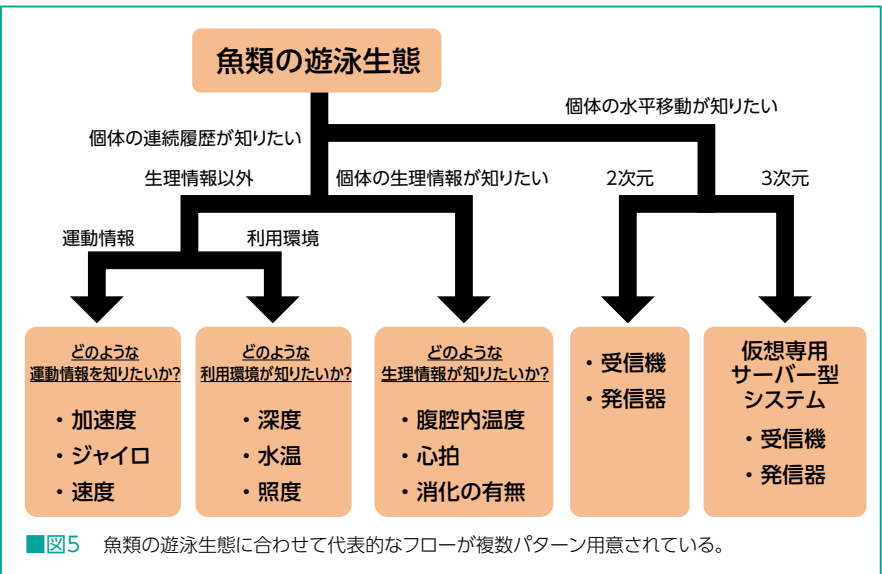 魚類の遊泳生態
個体の水平移動が知りたい
個体の連続履歴が知りたい
生理情報以外
個体の生理情報が知りたい
2次元
3次元
運動情報
利用環境
どのような
運動情報を知りたいか?
・加速度
・ジャイロ
・速度
どのような
利用環境が知りたいか?
・深度
・水温
・照度
どのような
生理情報が知りたいか?
・腹腔内温度
・心拍
・消化の有無
・受信機
・発信器
仮想専用
サーバー型
システム
・受信機
・発信器
■図5 魚類の遊泳生態に合わせて代表的なフローが複数パターン用意されている。